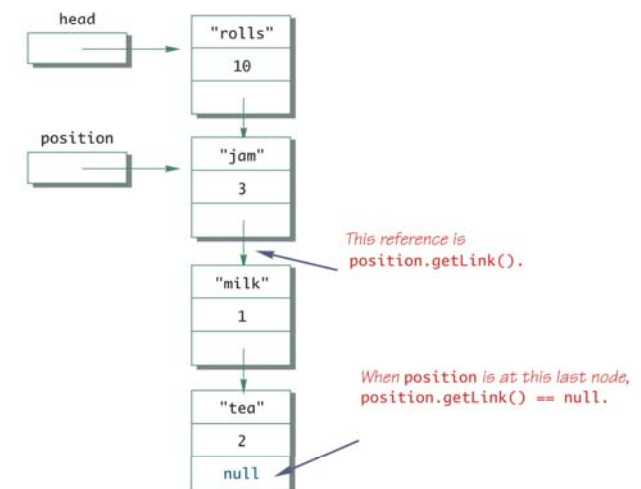 head
"rolls"
10
position
"jam"
3
This reference is
position.getLink().
"milk"
1
When position is at this last node,
position.getLink() == null.
"tea"
2
null